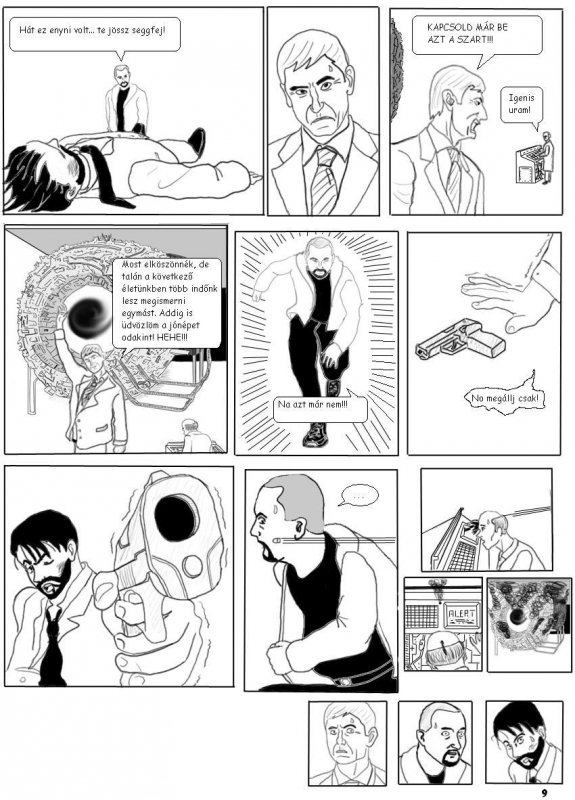 Hát ez enyni volt... te jössz seggfej!
KAPCSOLD MÁR BE
AZT A SZART!!!
Igenis
uram!
Most elköszönnék, de
talán a következő
életünkben több indőnk
lesz megismerni
egymást. Addig is
üdvözlöm a jónépet
odakint! HEHE!!!
Na azt már nem!!!
No megállj csak!
...
ALERT
9